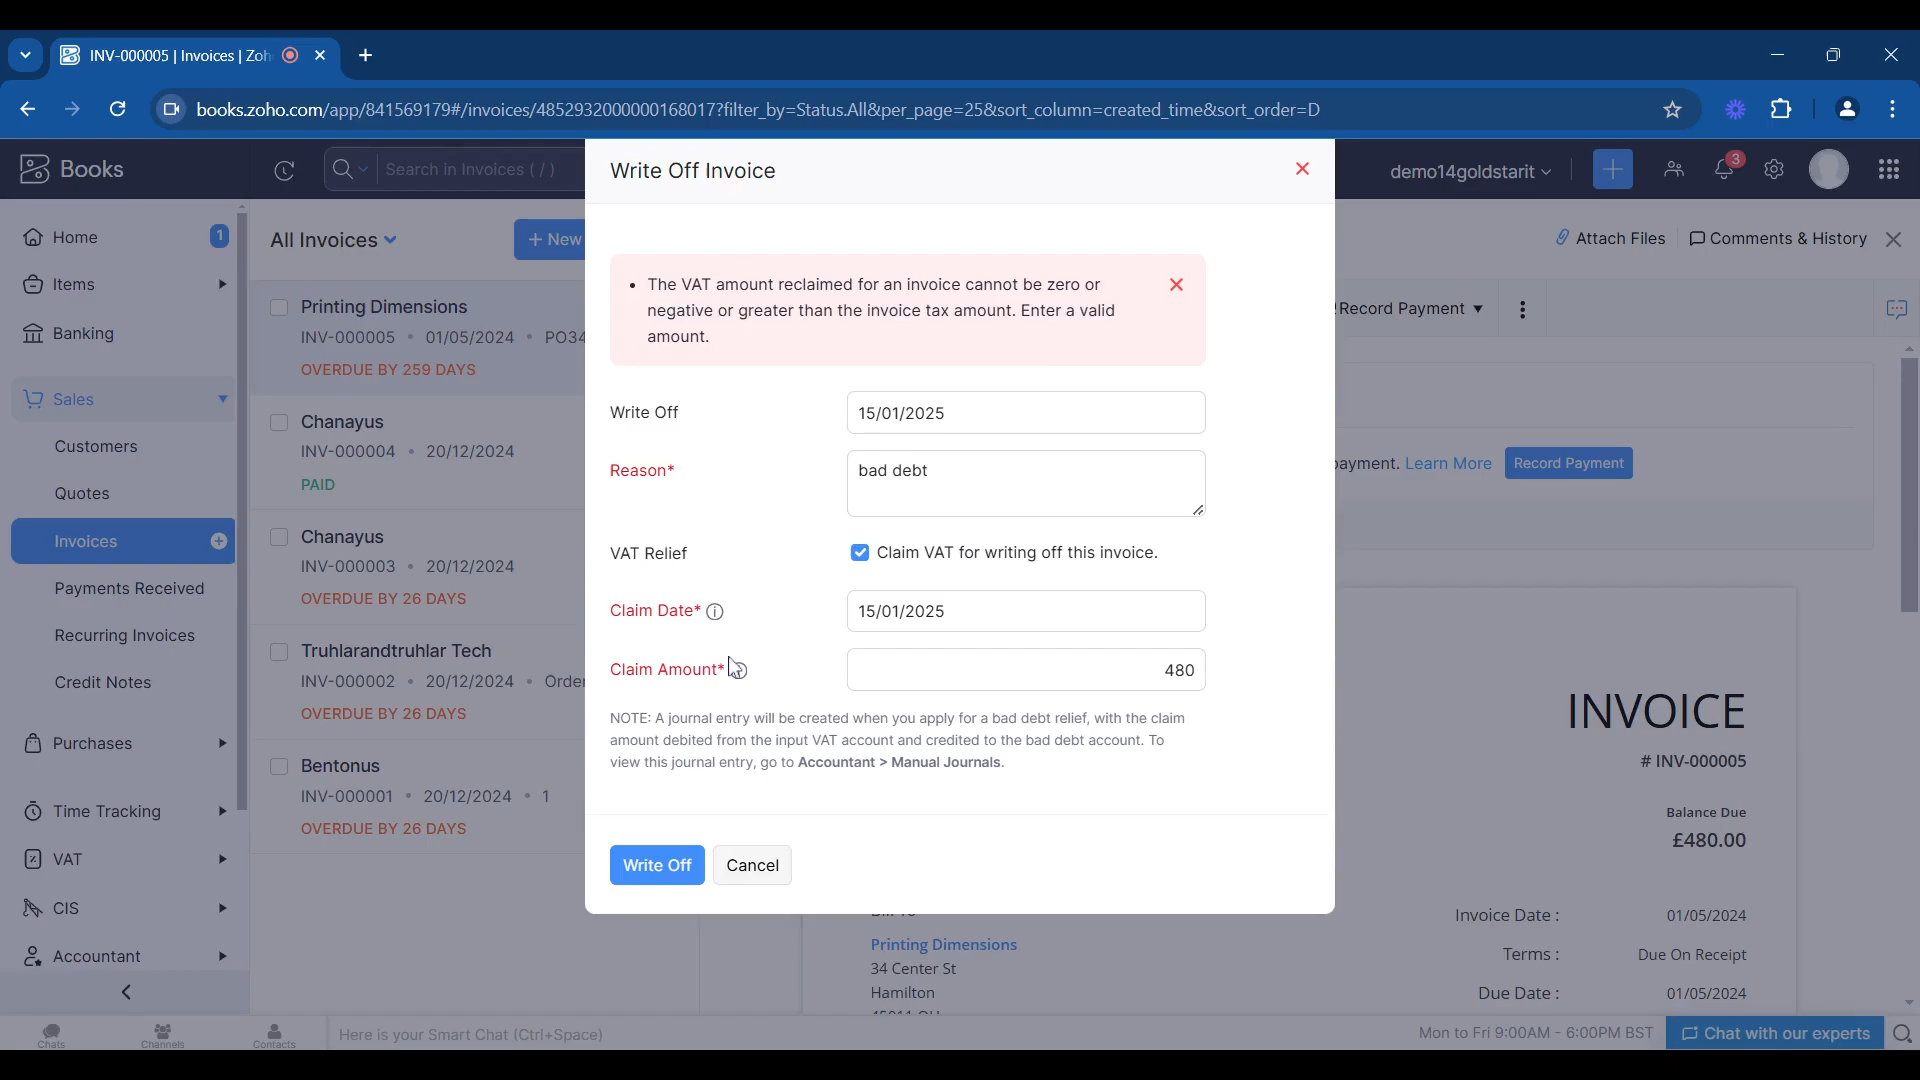 INV-000005 | Invoices | Zoh
books.zoho.com/app/841569179#/invoices/4852932000000168017?filter_by=Status.All&per_page=25&sort_column=created_time&sort_order=D
Books
Search in Invoices ( / )
Write Off Invoice
demo14goldstarit
3
Home
1
Items
Banking
Sales
Customers
Quotes
Invoices
Payments Received
Recurring Invoices
Credit Notes
Purchases
Time Tracking
VAT
CIS
Accountant
All Invoices
+ New
Printing Dimensions
INV-000005 • 01/05/2024 • PO34
OVERDUE BY 259 DAYS
Chanayus
INV-000004 • 20/12/2024
PAID
Chanayus
INV-000003 • 20/12/2024
OVERDUE BY 26 DAYS
Truhlarandtruhlar Tech
INV-000002 • 20/12/2024 • Order
OVERDUE BY 26 DAYS
Bentonus
INV-000001 • 20/12/2024 • 1
OVERDUE BY 26 DAYS
• The VAT amount reclaimed for an invoice cannot be zero or
negative or greater than the invoice tax amount. Enter a valid
amount.
Write Off
15/01/2025
Reason*
bad debt
VAT Relief
Claim VAT for writing off this invoice.
Claim Date*
15/01/2025
Claim Amount*
480
NOTE: A journal entry will be created when you apply for a bad debt relief, with the claim
amount debited from the input VAT account and credited to the bad debt account. To
view this journal entry, go to Accountant > Manual Journals.
Write Off
Cancel
Attach Files
Comments & History
Record Payment
ayment. Learn More
Record Payment
INVOICE
# INV-000005
Balance Due
£480.00
Invoice Date :
01/05/2024
Terms :
Due On Receipt
Due Date :
01/05/2024
Printing Dimensions
34 Center St
Hamilton
Chats
Channels
Contacts
Here is your Smart Chat (Ctrl+Space)
Mon to Fri 9:00AM - 6:00PM BST
Chat with our experts